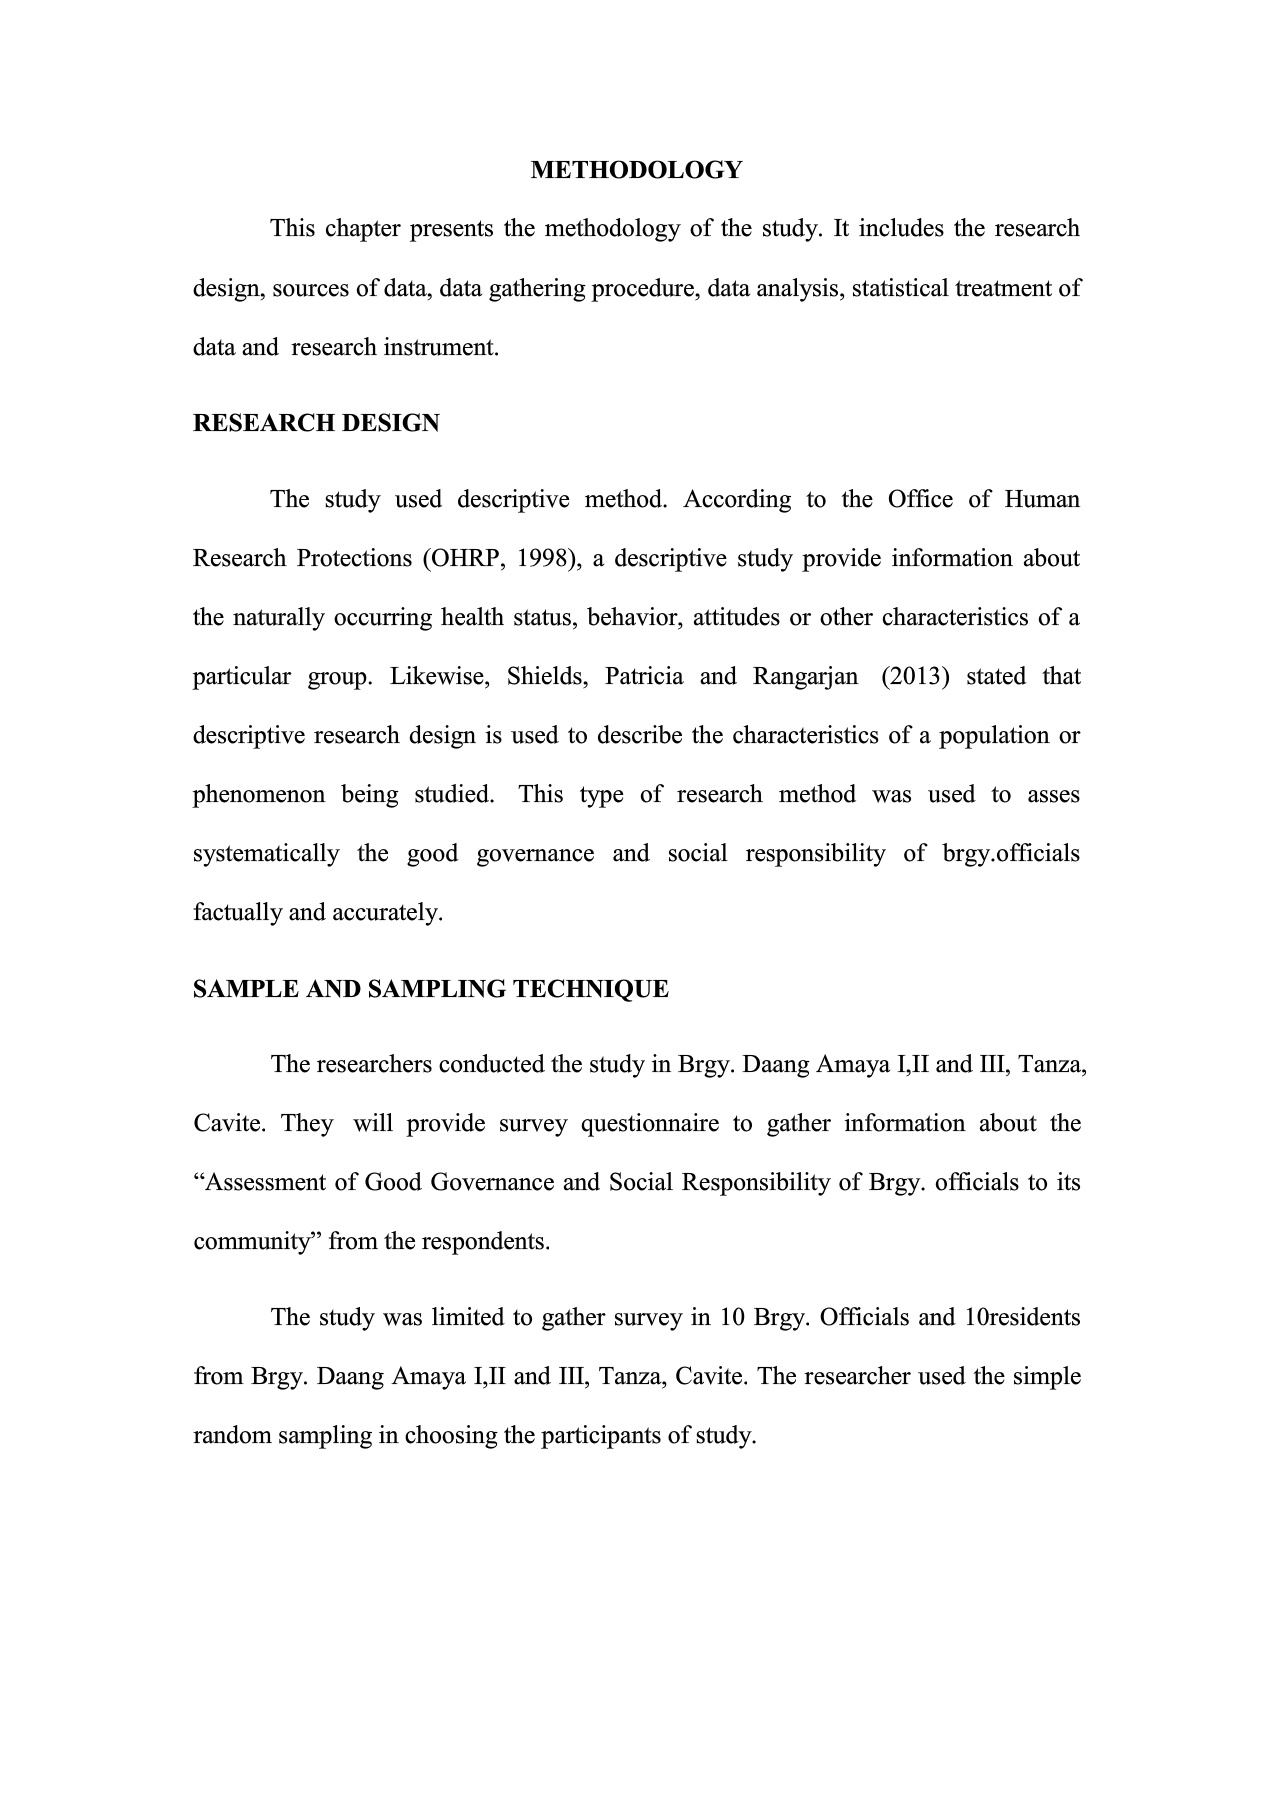 METHODOLOGY
This chapter presents the methodology of the study. It includes the research
design, sources of data, data gathering procedure, data analysis, statistical treatment of
data and  research instrument.
RESEARCH DESIGN
The study used descriptive method. According to the Office of Human
Research Protections (OHRP, 1998), a descriptive study provide information about
the naturally occurring health status, behavior, attitudes or other characteristics of a
particular group. Likewise, Shields, Patricia and Rangarjan  (2013) stated that
descriptive research design is used to describe the characteristics of a population or
phenomenon being studied.  This type of research method was used to asses
systematically the good governance and social responsibility of brgy.officials
factually and accurately.
SAMPLE AND SAMPLING TECHNIQUE
The researchers conducted the study in Brgy. Daang Amaya I,II and III, Tanza,
Cavite. They  will provide survey questionnaire to gather information about the
“Assessment of Good Governance and Social Responsibility of Brgy. officials to its
community” from the respondents.
The study was limited to gather survey in 10 Brgy. Officials and 10residents
from Brgy. Daang Amaya I,II and III, Tanza, Cavite. The researcher used the simple
random sampling in choosing the participants of study.